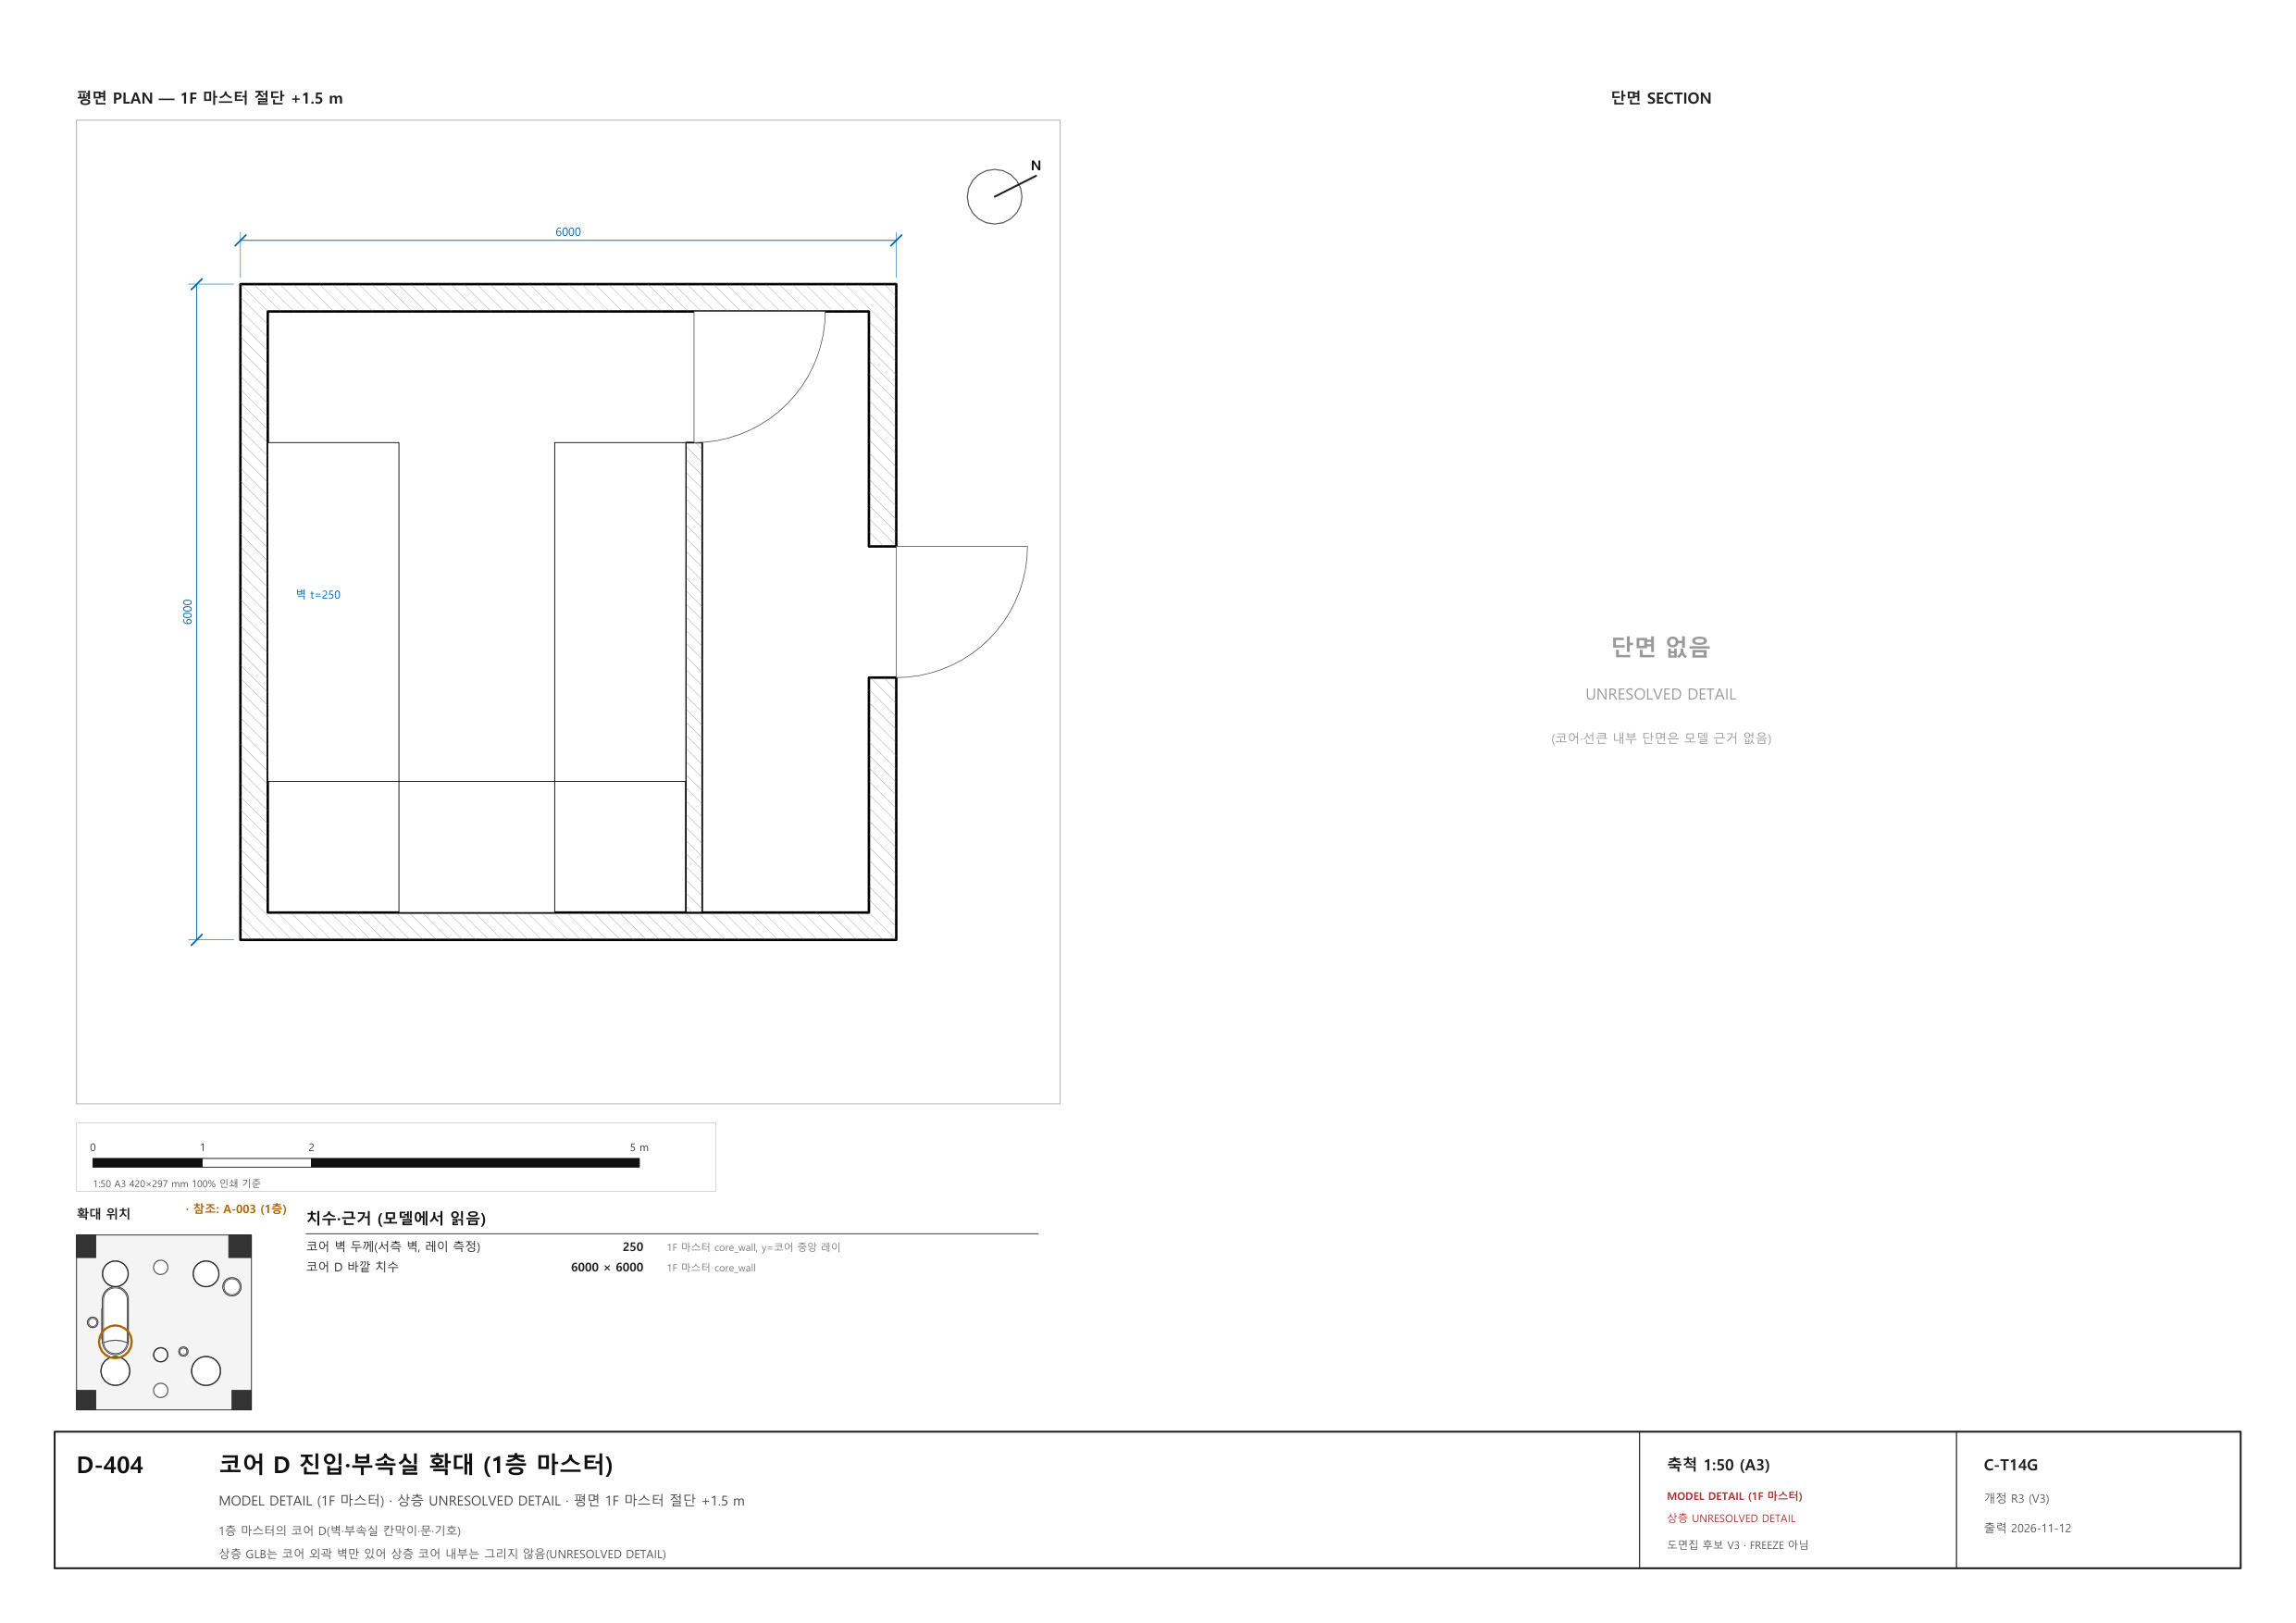 평면 PLAN — 1F 마스터 절단 +1.5 m
단면 SECTION
N
6000
6000
벽 t=250
단면 없음
UNRESOLVED DETAIL
(코어·선큰 내부 단면은 모델 근거 없음)
0 1 2 5 m
1:50 A3 420×297 mm 100% 인쇄 기준
확대 위치 · 참조: A-003 (1층)
치수·근거 (모델에서 읽음)
코어 벽 두께(서측 벽, 레이 측정) 250 1F 마스터 core_wall, y=코어 중앙 레이
코어 D 바깥 치수 6000 × 6000 1F 마스터 core_wall
D-404
코어 D 진입·부속실 확대 (1층 마스터)
MODEL DETAIL (1F 마스터) · 상층 UNRESOLVED DETAIL · 평면 1F 마스터 절단 +1.5 m
1층 마스터의 코어 D(벽·부속실 칸막이·문·기호)
상층 GLB는 코어 외곽 벽만 있어 상층 코어 내부는 그리지 않음(UNRESOLVED DETAIL)
축척 1:50 (A3)
MODEL DETAIL (1F 마스터)
상층 UNRESOLVED DETAIL
도면집 후보 V3 · FREEZE 아님
C-T14G
개정 R3 (V3)
출력 2026-11-12